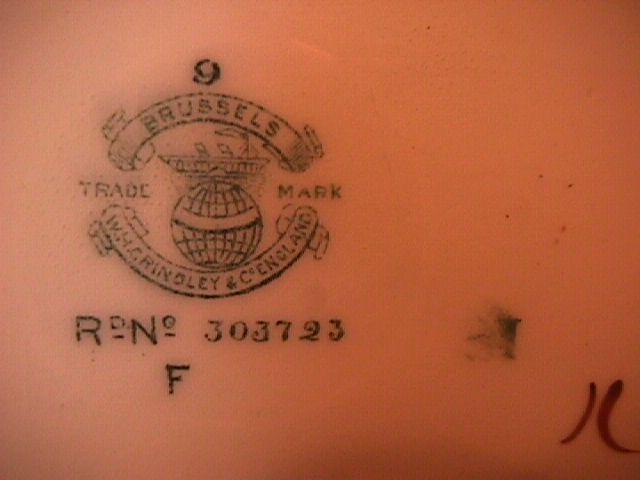 9
BRUSSELS
TRADE MARK
W.H. GRINDLEY & Co ENGLAND
RD No 303723
F